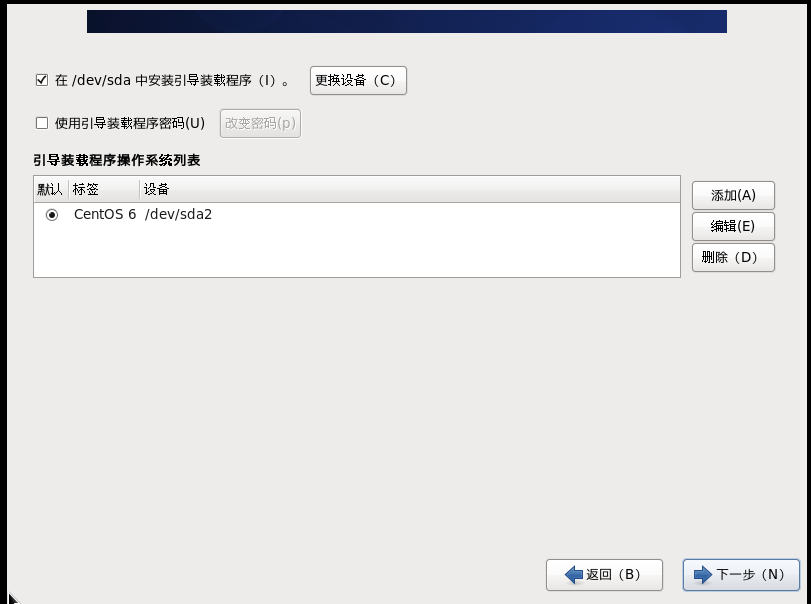 在 /dev/sda 中安装引导装载程序（I）。 更换设备（C）
使用引导装载程序密码(U) 改变密码(p)
引导装载程序操作系统列表
默认 标签 设备
CentOS 6 /dev/sda2
添加(A)
编辑(E)
删除（D）
返回（B） 下一步（N）